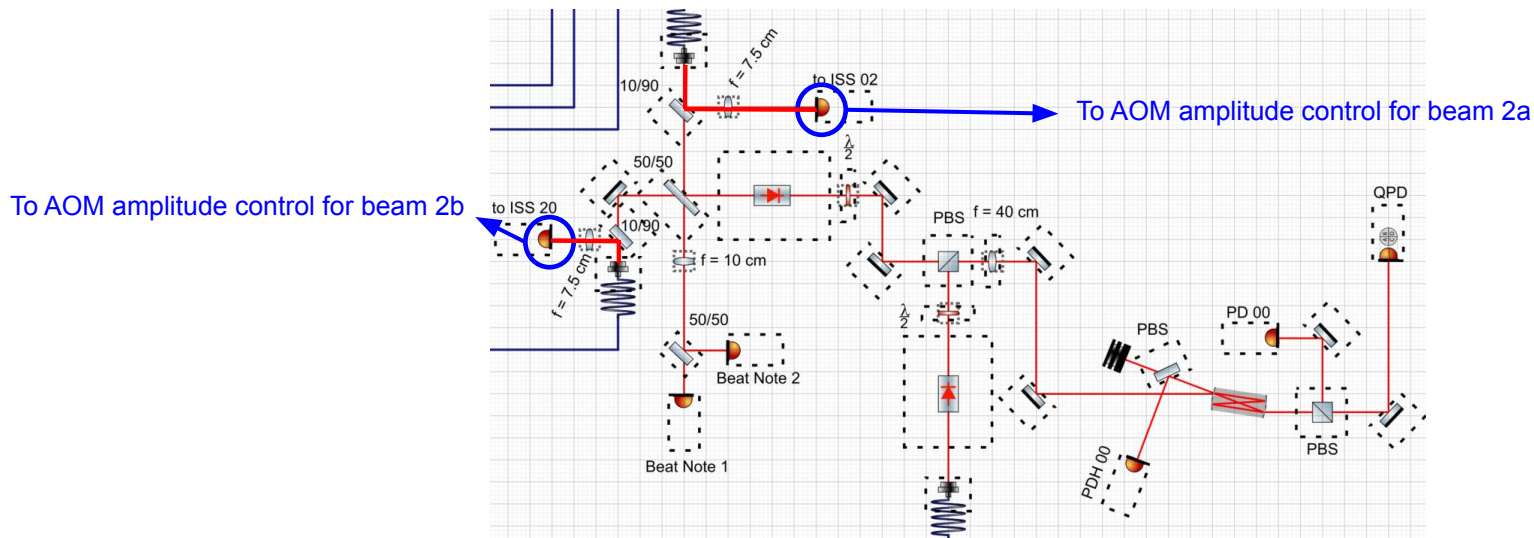 f = 7.5 cm
to ISS 02
10/90
To AOM amplitude control for beam 2a
λ
2
50/50
QPD
To AOM amplitude control for beam 2b
to ISS 20
10/90
PBS
f = 40 cm
f = 10 cm
f = 7.5 cm
λ
2
50/50
PBS
PD 00
Beat Note 2
PBS
Beat Note 1
PDH 00